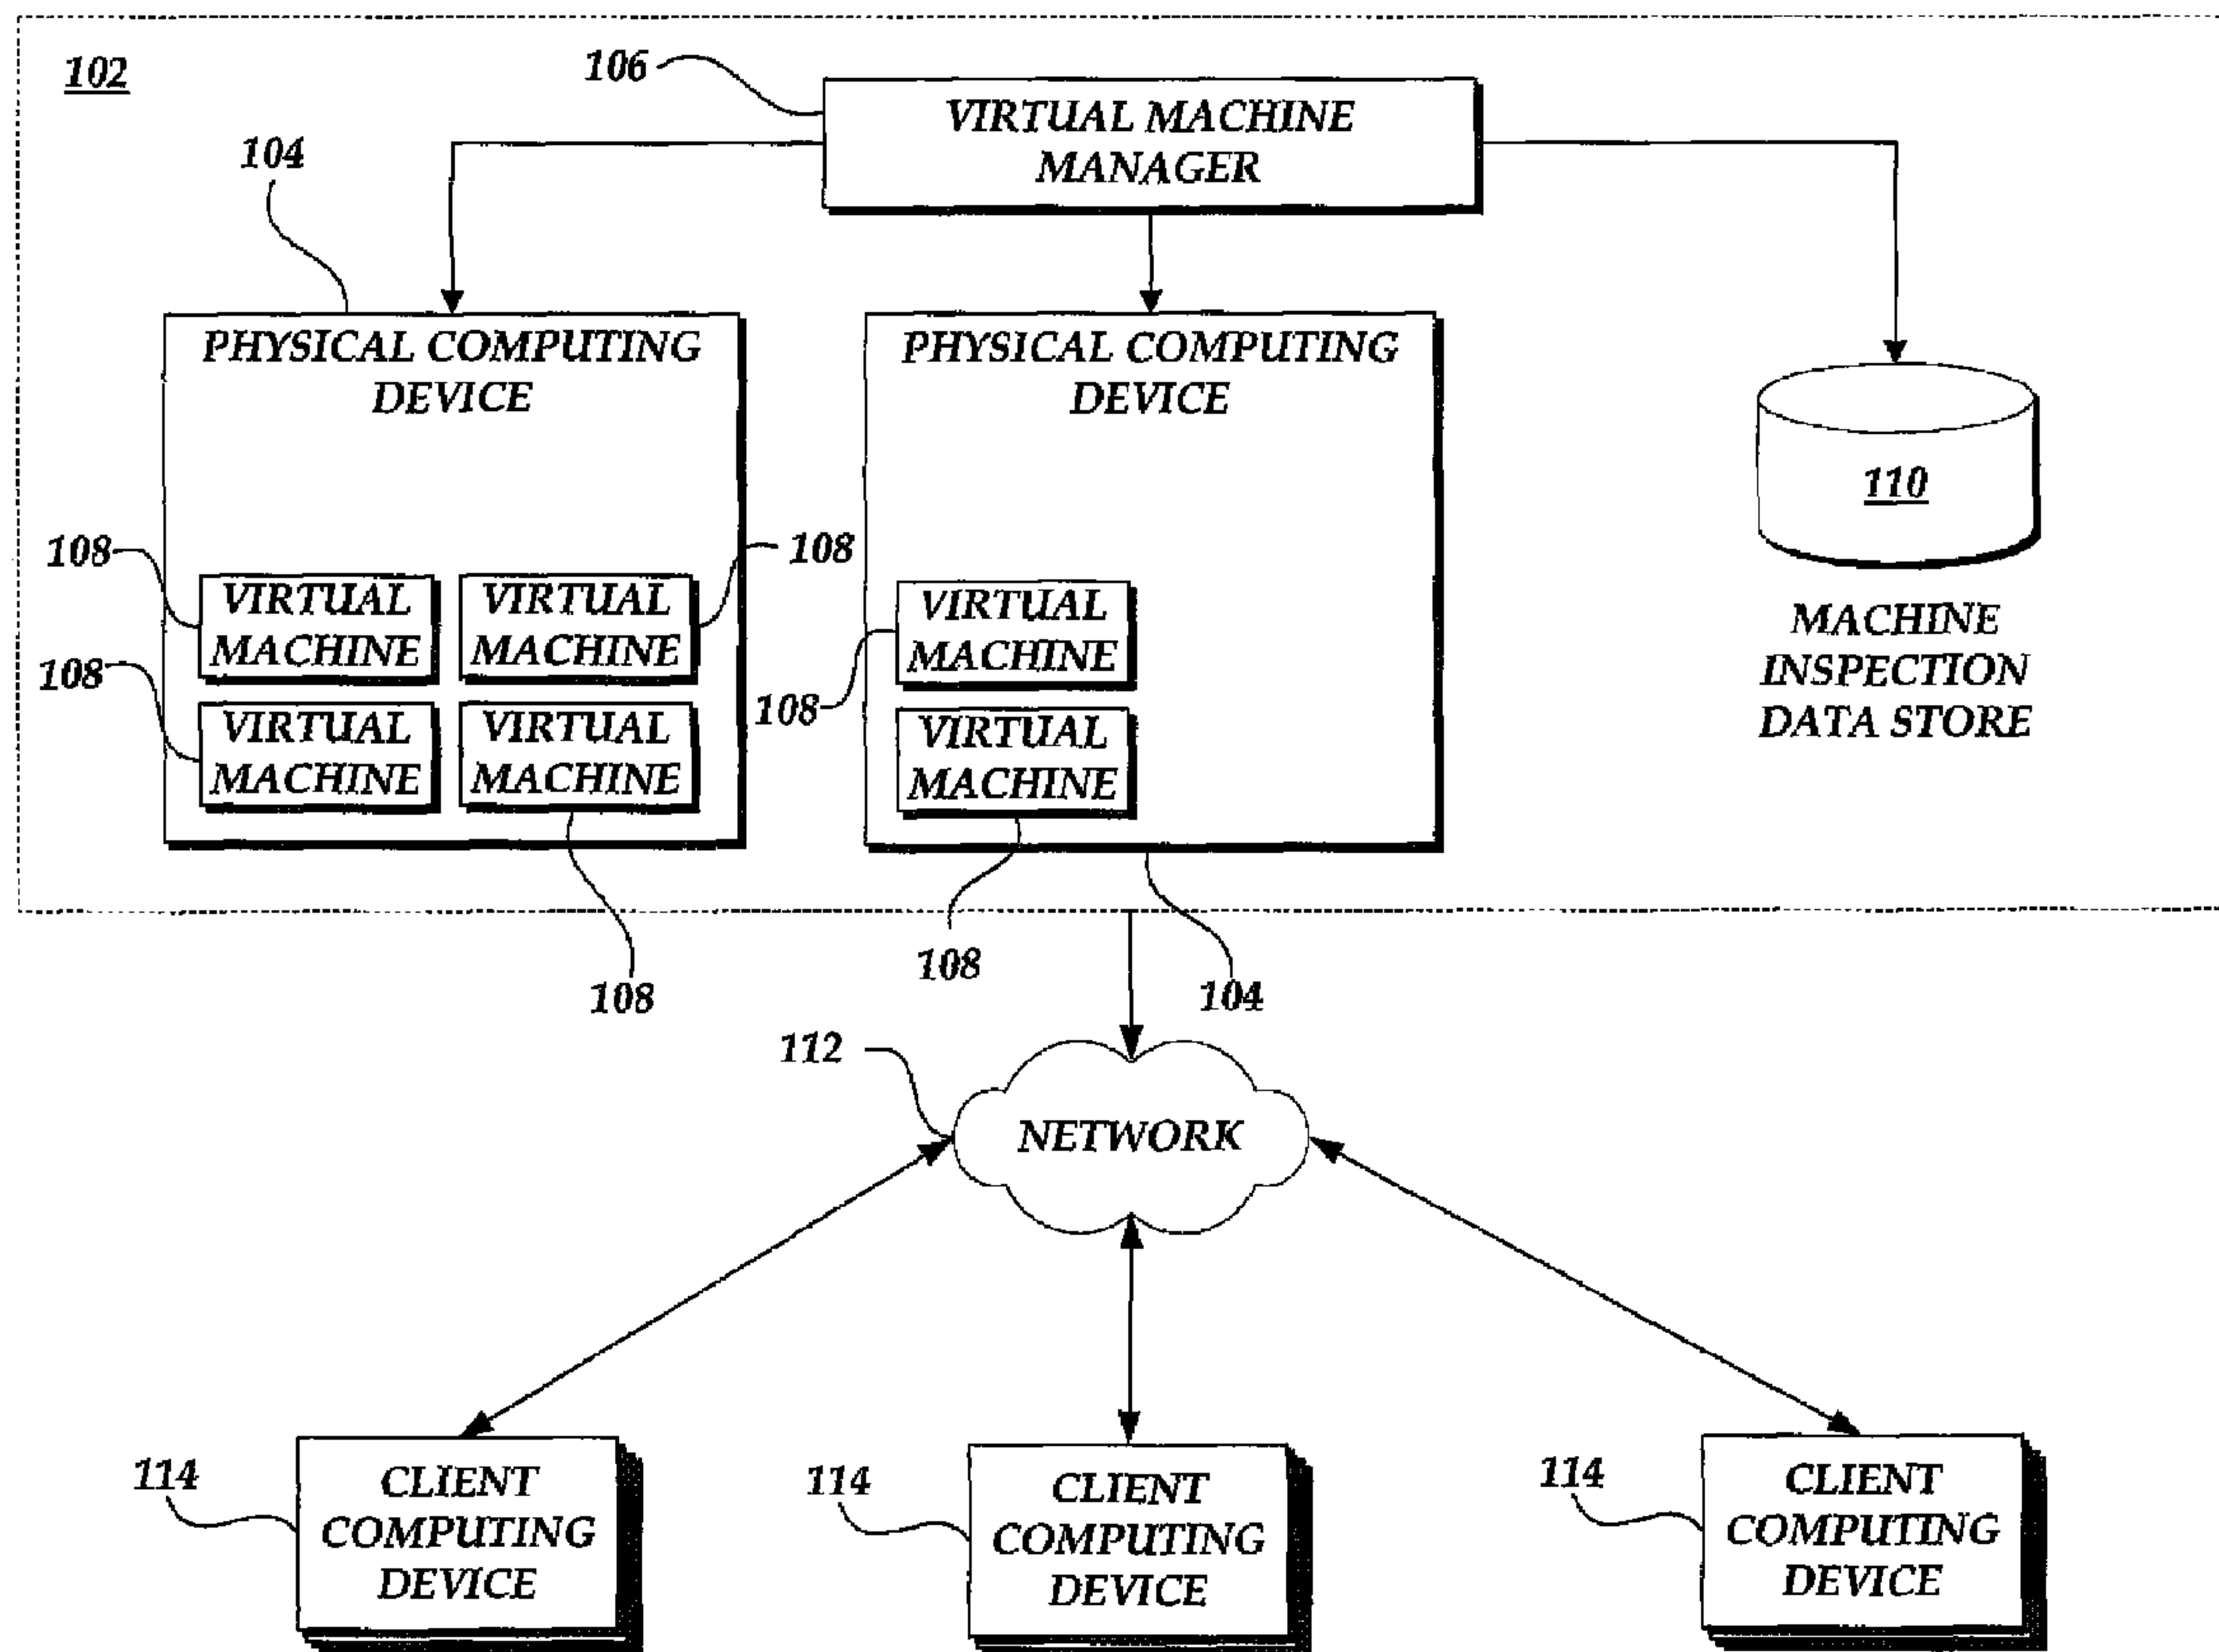 102
106
VIRTUAL MACHINE
MANAGER
104
PHYSICAL COMPUTING
DEVICE
PHYSICAL COMPUTING
DEVICE
110
MACHINE
INSPECTION
DATA STORE
108
108
VIRTUAL
MACHINE
VIRTUAL
MACHINE
108
VIRTUAL
MACHINE
VIRTUAL
MACHINE
108
VIRTUAL
MACHINE
108
VIRTUAL
MACHINE
108
108
104
112
NETWORK
114
CLIENT
COMPUTING
DEVICE
114
CLIENT
COMPUTING
DEVICE
114
CLIENT
COMPUTING
DEVICE